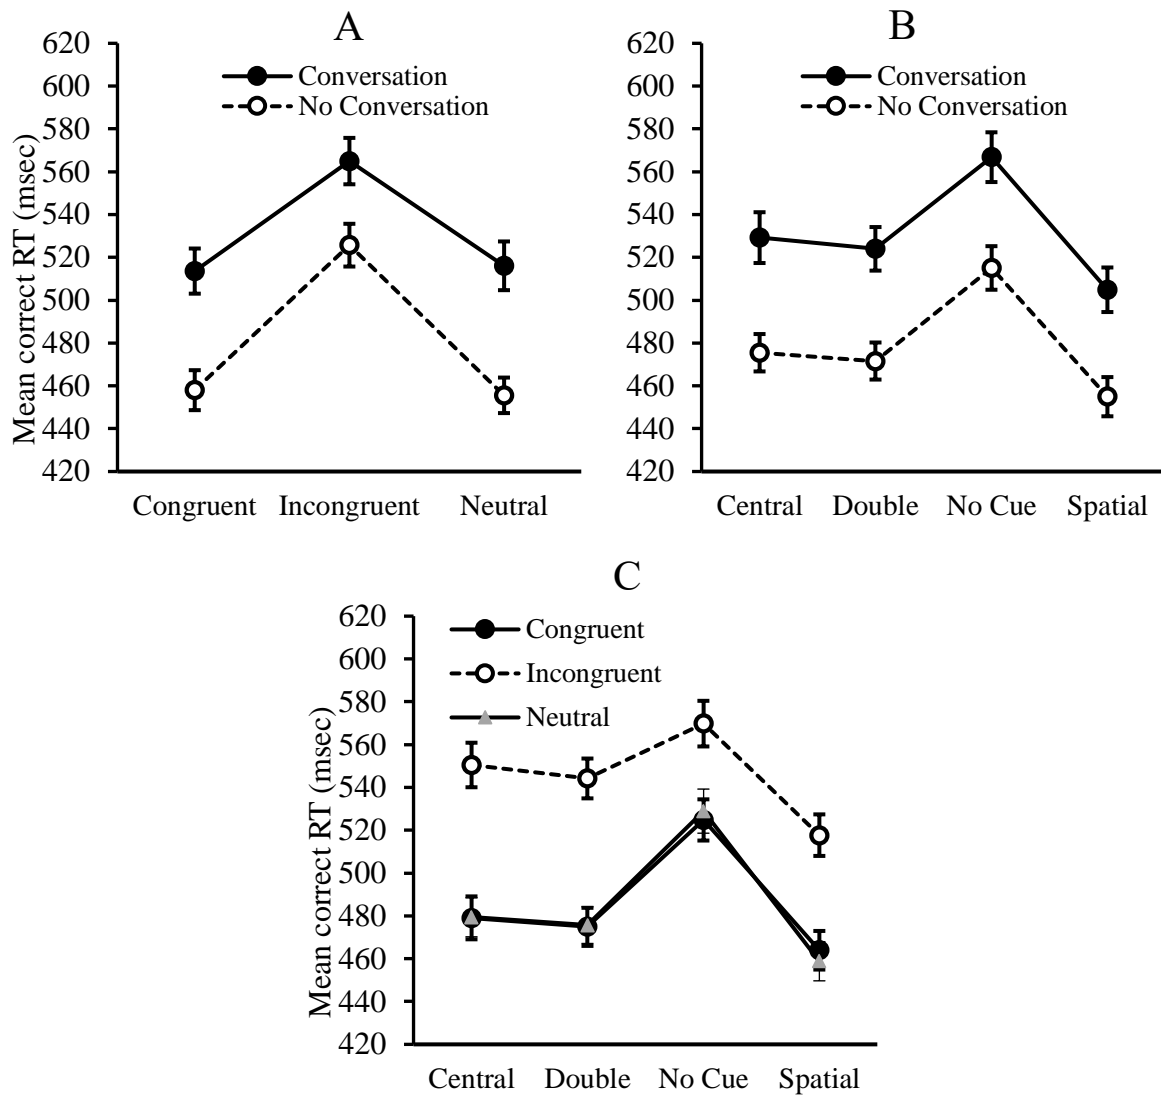 A
620
600
580
560
540
520
500
480
460
440
420
Mean correct RT (msec)
Conversation
No Conversation
Congruent Incongruent Neutral
B
620
600
580
560
540
520
500
480
460
440
420
Conversation
No Conversation
Central Double No Cue Spatial
C
620
600
580
560
540
520
500
480
460
440
420
Mean correct RT (msec)
Congruent
Incongruent
Neutral
Central Double No Cue Spatial